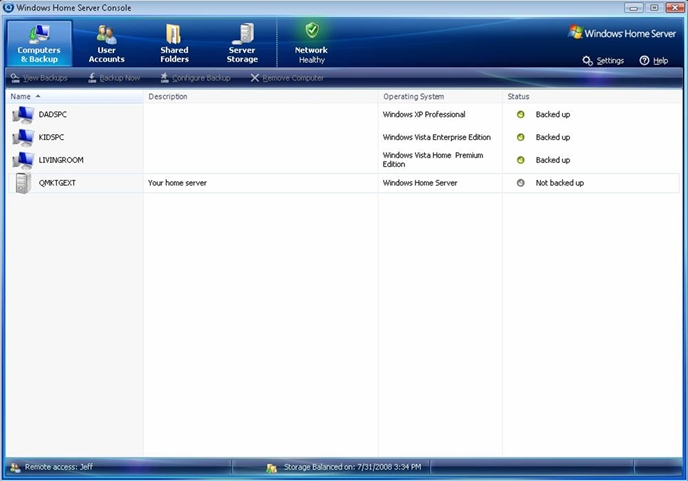 Windows Home Server Console
Computers
& Backup
User
Accounts
Shared
Folders
Server
Storage
Network
Healthy
Windows Home Server
Settings
Help
View Backups
Backup Now
Configure Backup
Remove Computer
Name
Description
Operating System
Status
DADSPC
Windows XP Professional
Backed up
KIDSPC
Windows Vista Enterprise Edition
Backed up
LIVINGROOM
Windows Vista Home Premium
Edition
Backed up
QMKTGEXT
Your home server
Windows Home Server
Not backed up
Remote access: Jeff
Storage Balanced on: 7/31/2008 3:34 PM